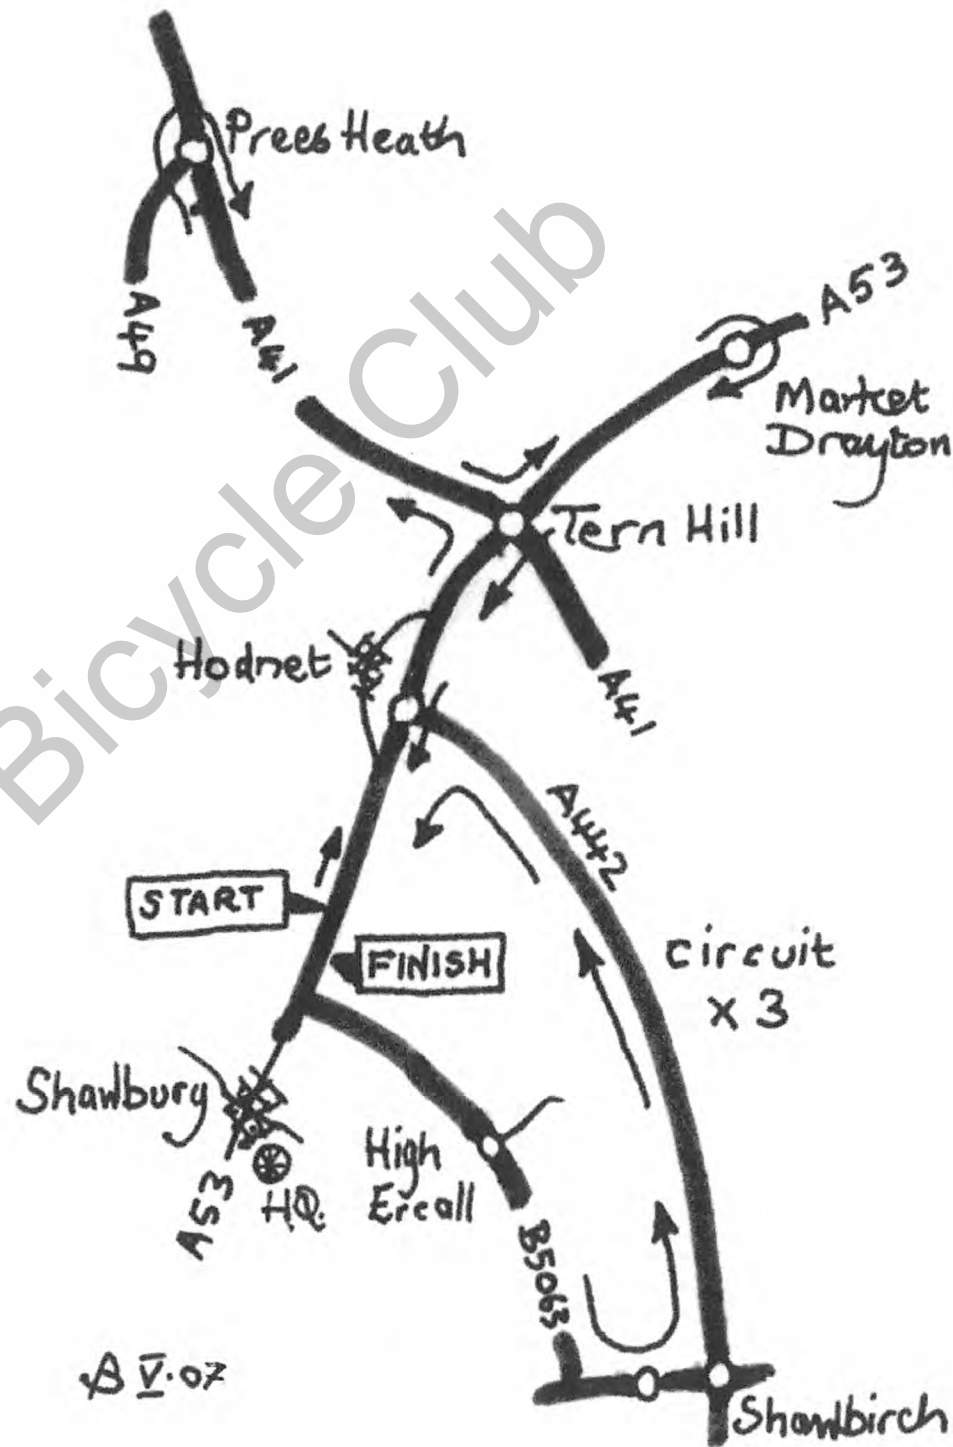 Prees Heath
A49
A41
A53
Market
Drayton
Tern Hill
Hodnet
A41
A442
START
circuit
x 3
FINISH
Shawbury
High
Ercall
A53
H.Q.
B5063
V.07
Shawbirch
Bicycle Club